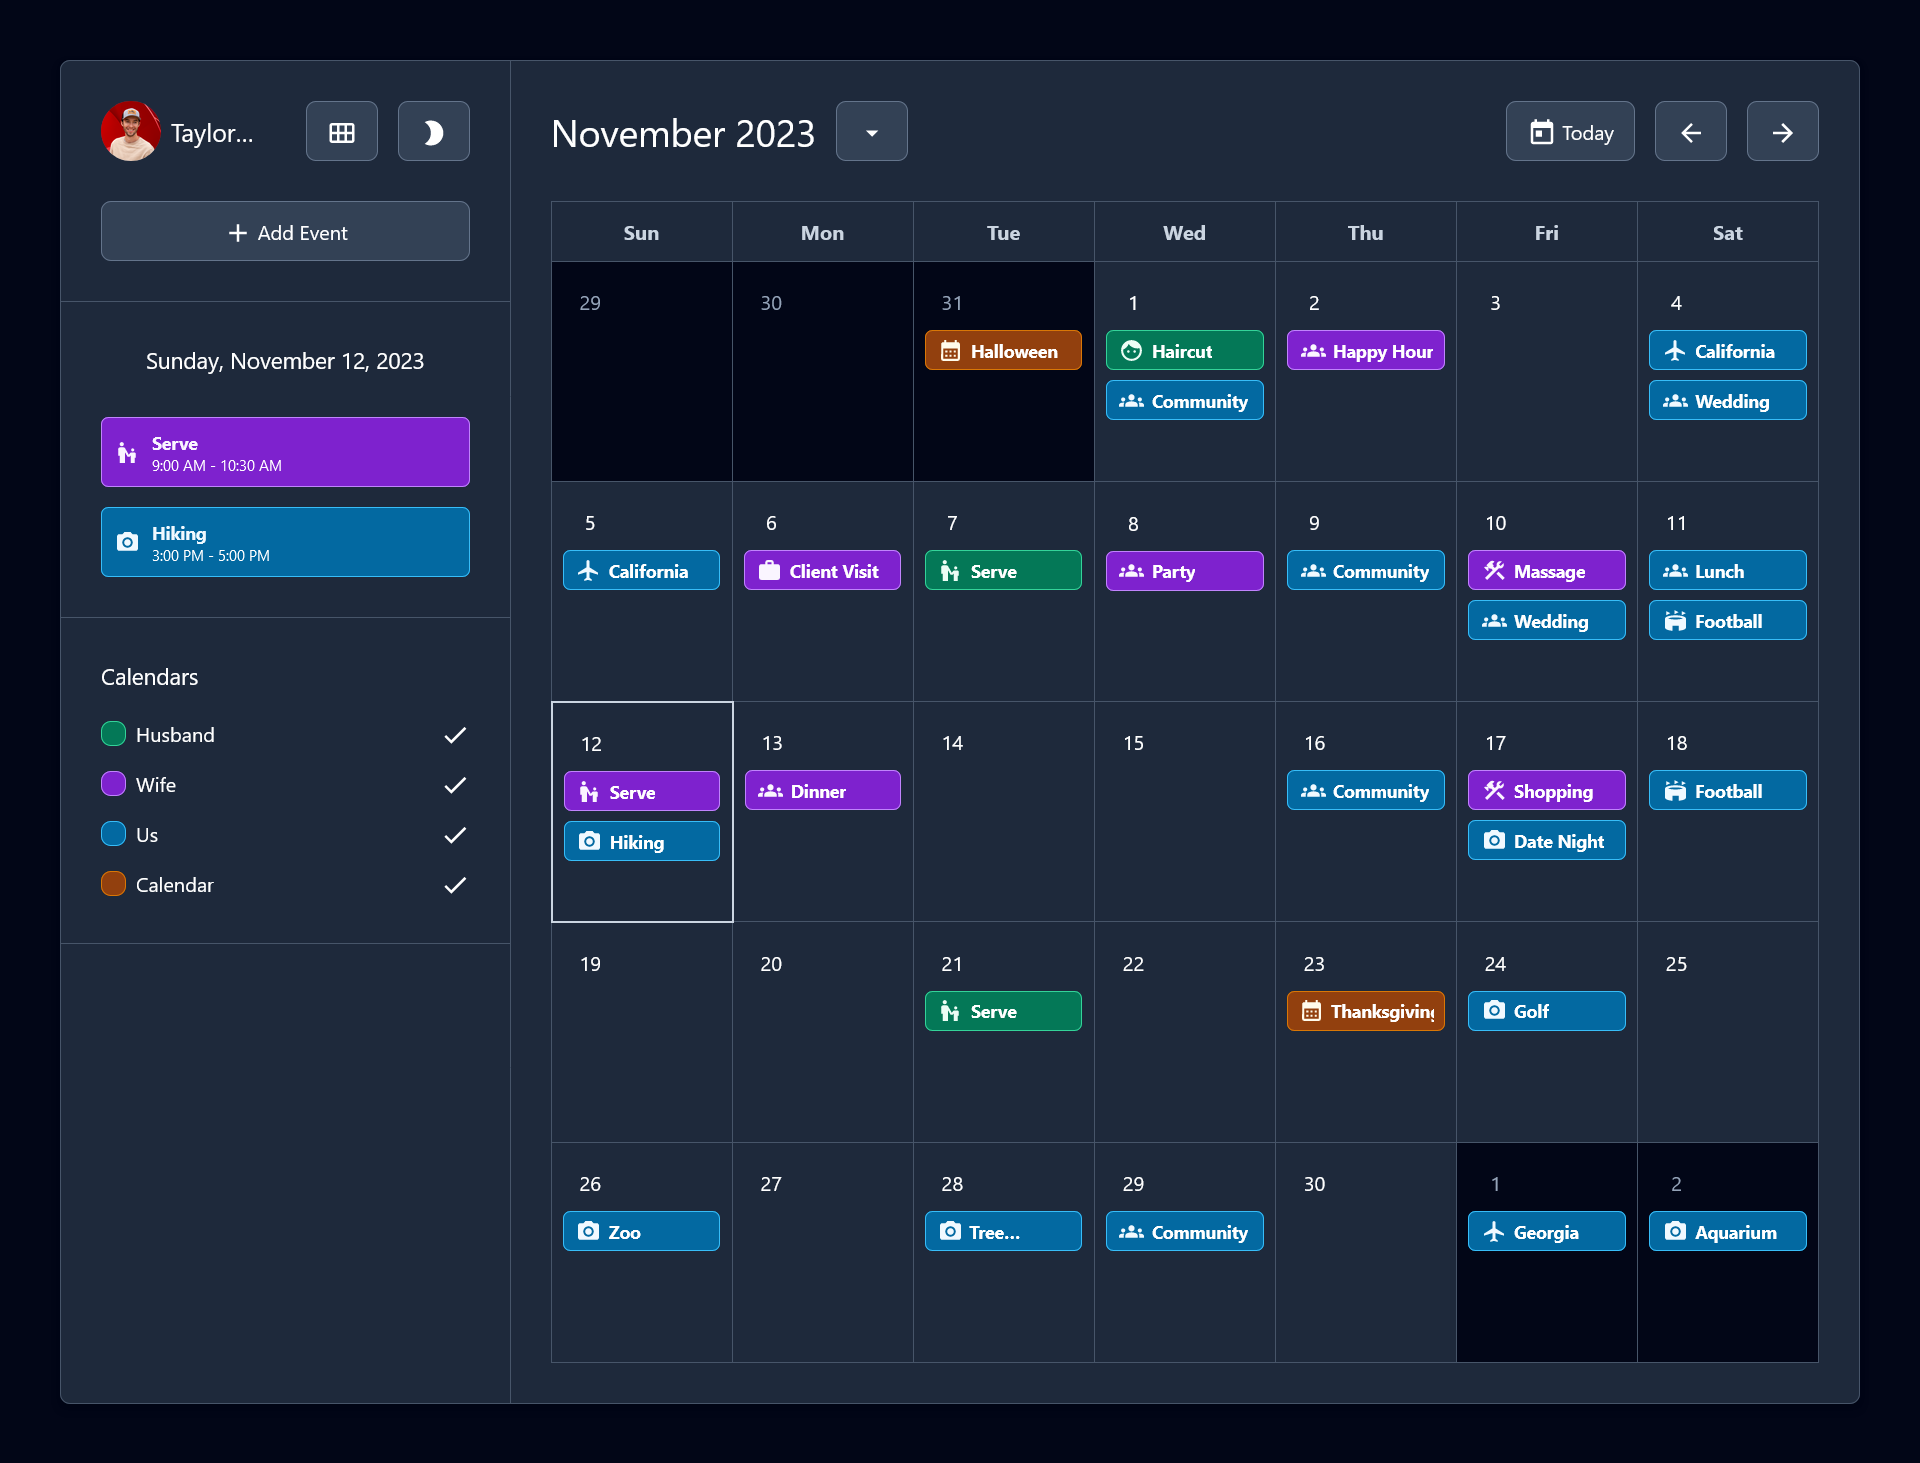 Taylor...
Add Event
Sunday, November 12, 2023
Serve
9:00 AM - 10:30 AM
Hiking
3:00 PM - 5:00 PM
Calendars
Husband
Wife
Us
Calendar
November 2023
Today
Sun Mon Tue Wed Thu Fri Sat
29 30 31 1 2 3 4
Halloween Haircut Happy Hour California
Community Wedding
5 6 7 8 9 10 11
California Client Visit Serve Party Community Massage Lunch
Wedding Football
12 13 14 15 16 17 18
Serve Dinner Community Shopping Football
Hiking Date Night
19 20 21 22 23 24 25
Serve Thanksgiving Golf
26 27 28 29 30 1 2
Zoo Tree... Community Georgia Aquarium